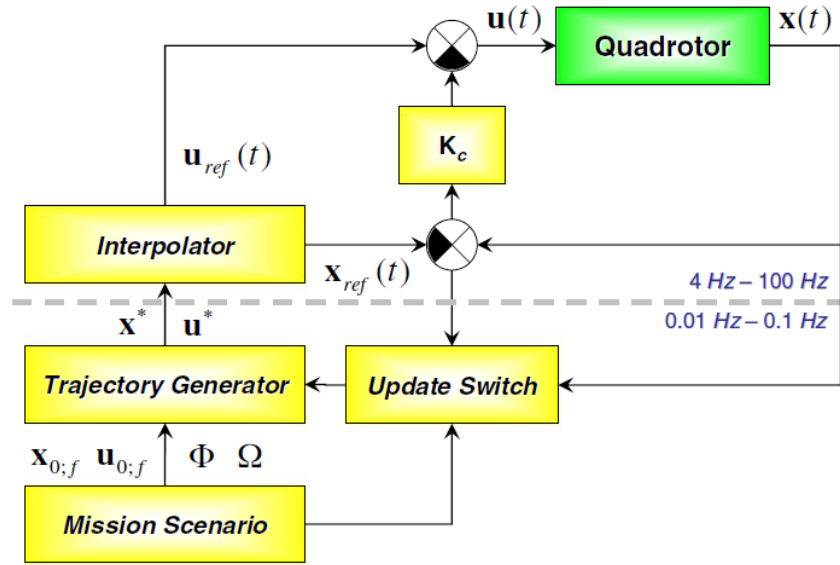 u(t)
x(t)
Quadrotor
K_c
u_ref (t)
Interpolator
x_ref (t)
4 Hz – 100 Hz
0.01 Hz – 0.1 Hz
x* u*
Trajectory Generator
Update Switch
x_0;f u_0;f Φ Ω
Mission Scenario